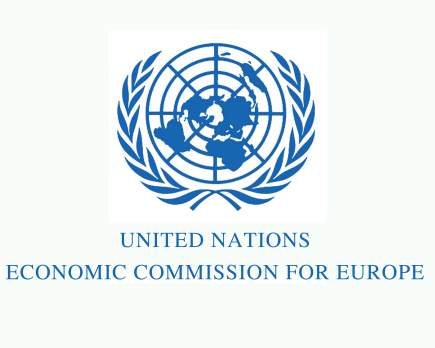 UNITED NATIONS
ECONOMIC COMMISSION FOR EUROPE